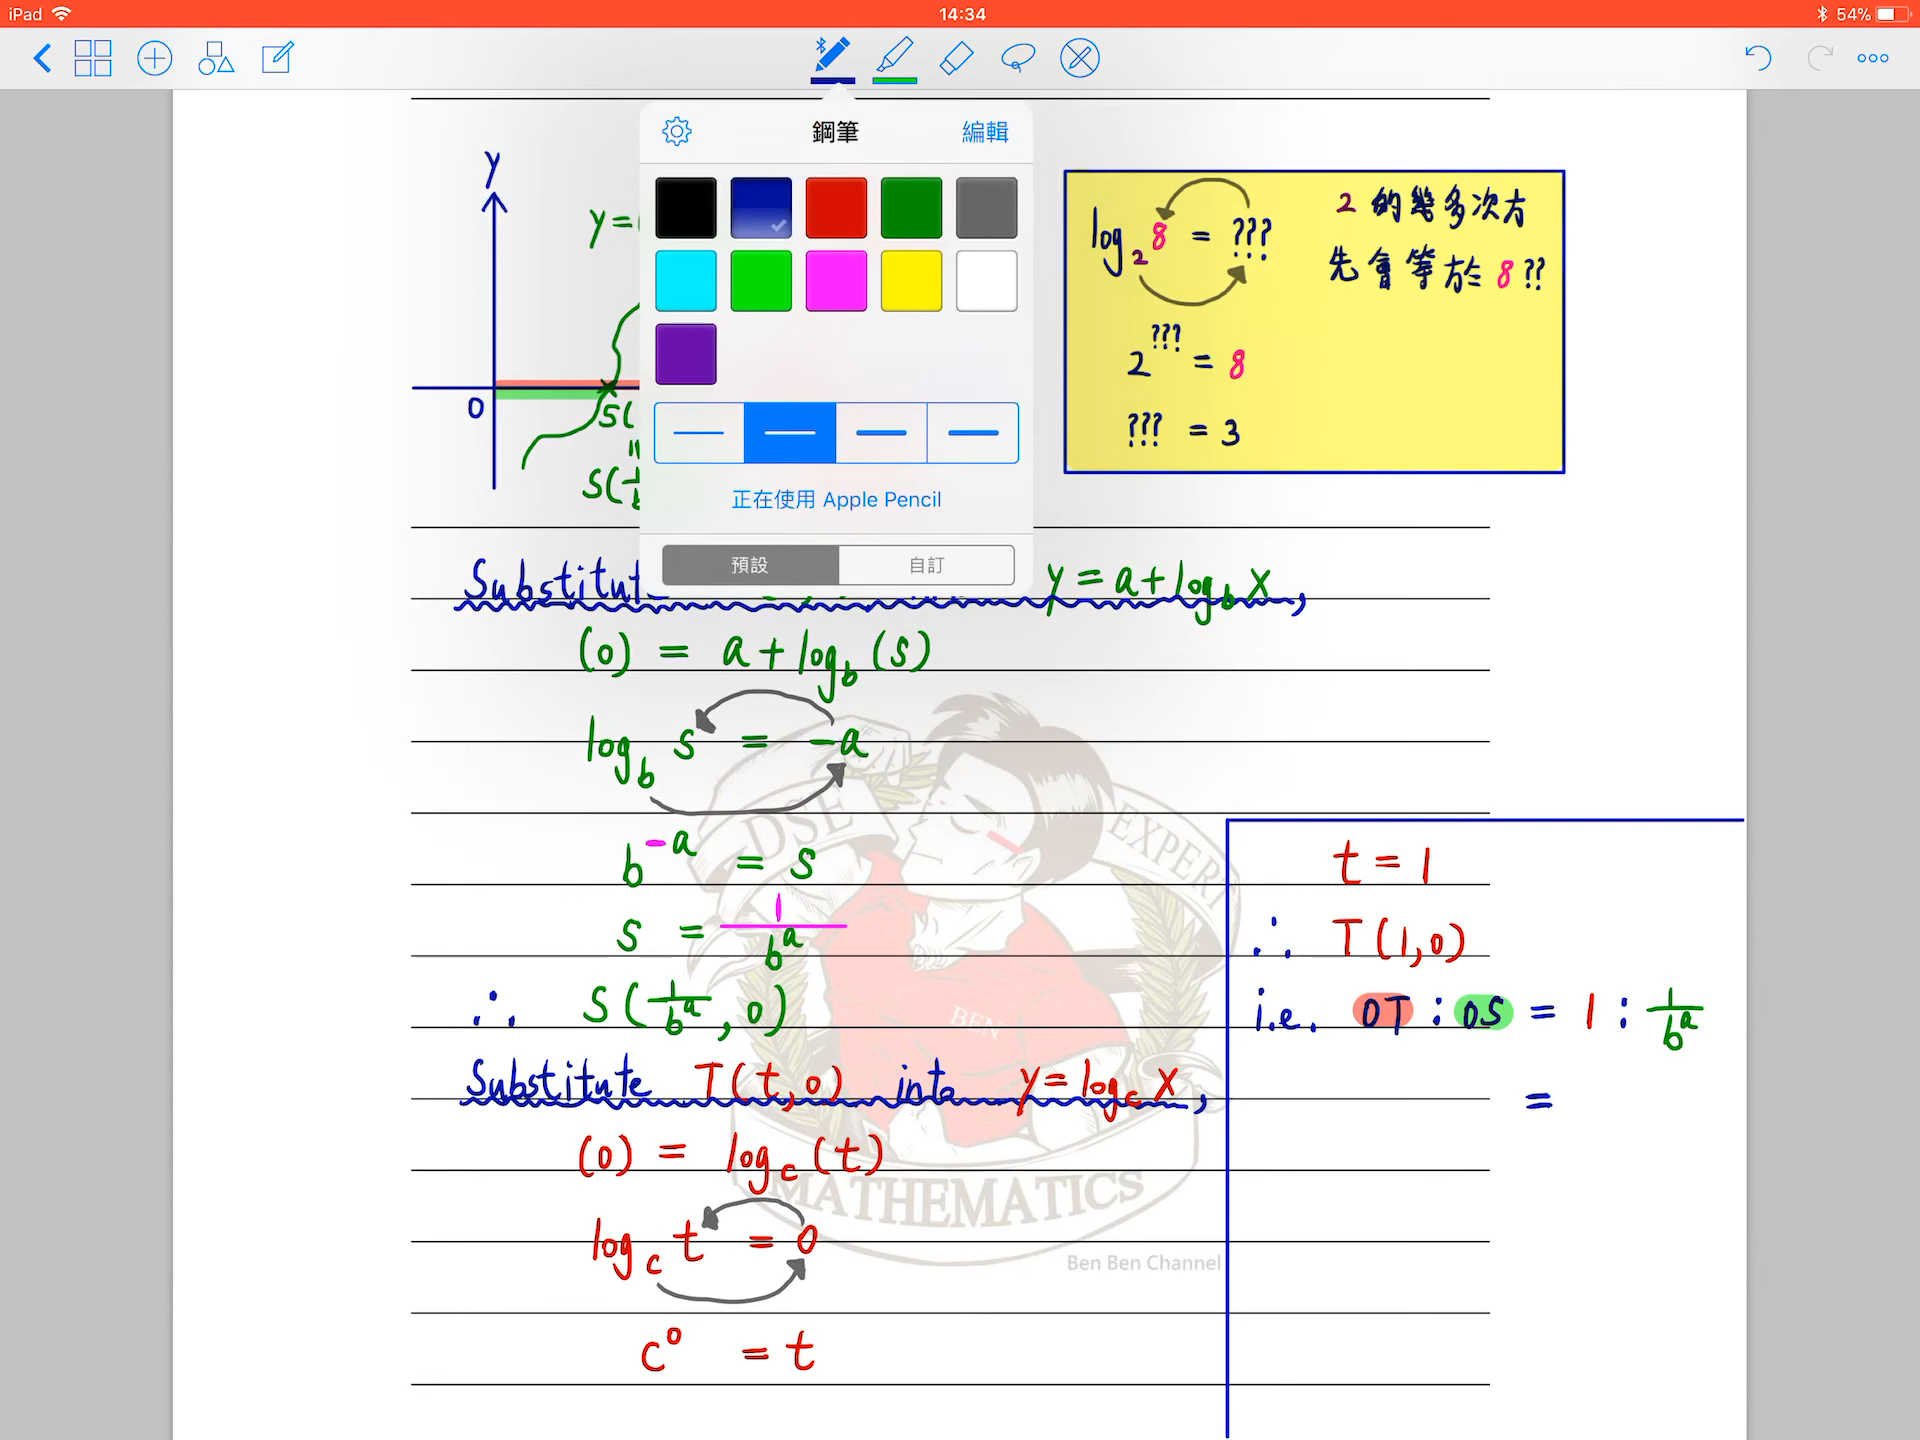 iPad 14:34 54%
鋼筆 編輯
y
y=
0
S(
S(1/b
正在使用 Apple Pencil
預設 自訂
log₂8 = ???
2 的幾多次方
先會等於 8 ??
2^??? = 8
??? = 3
y = a + log_b x ,
(0) = a + log_b (s)
log_b s = -a
b^-a = s
s = 1/b^a
∴ S(1/b^a , 0)
Substitute T(t,0) into y = log_c x ,
(0) = log_c (t)
log_c t = 0
c⁰ = t
t = 1
∴ T(1,0)
i.e. OT : OS = 1 : 1/b^a
=
DSE EXPERT
BEN
MATHEMATICS
Ben Ben Channel